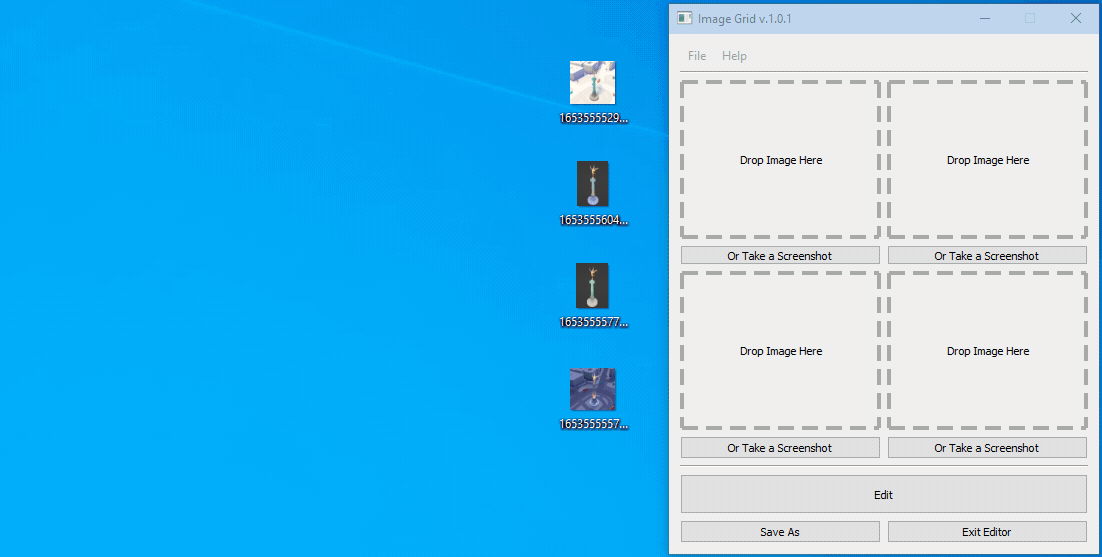 Image Grid v.1.0.1
File Help
1653555529...
1653555604...
1653555577...
1653555557...
Drop Image Here
Drop Image Here
Or Take a Screenshot
Or Take a Screenshot
Drop Image Here
Drop Image Here
Or Take a Screenshot
Or Take a Screenshot
Edit
Save As
Exit Editor